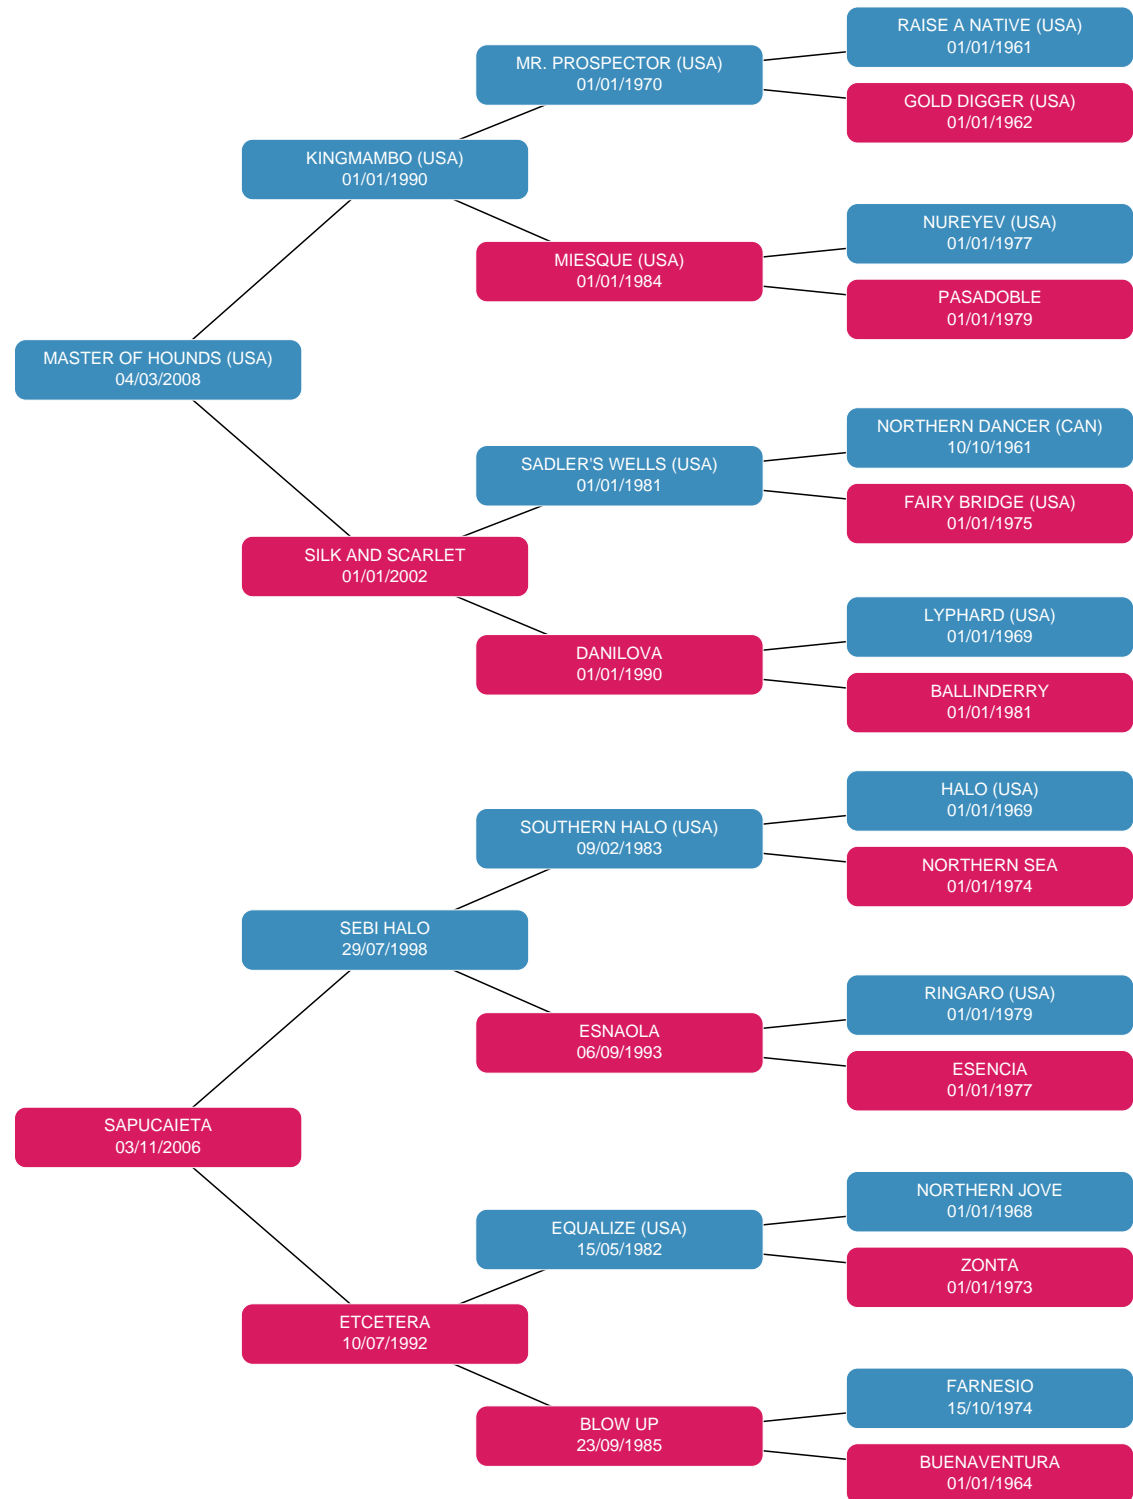 RAISE A NATIVE (USA)
01/01/1961
MR. PROSPECTOR (USA)
01/01/1970
GOLD DIGGER (USA)
01/01/1962
KINGMAMBO (USA)
01/01/1990
NUREYEV (USA)
01/01/1977
MIESQUE (USA)
01/01/1984
PASADOBLE
01/01/1979
MASTER OF HOUNDS (USA)
04/03/2008
NORTHERN DANCER (CAN)
10/10/1961
SADLER'S WELLS (USA)
01/01/1981
FAIRY BRIDGE (USA)
01/01/1975
SILK AND SCARLET
01/01/2002
LYPHARD (USA)
01/01/1969
DANILOVA
01/01/1990
BALLINDERRY
01/01/1981
HALO (USA)
01/01/1969
SOUTHERN HALO (USA)
09/02/1983
NORTHERN SEA
01/01/1974
SEBI HALO
29/07/1998
RINGARO (USA)
01/01/1979
ESNAOLA
06/09/1993
ESENCIA
01/01/1977
SAPUCAIETA
03/11/2006
NORTHERN JOVE
01/01/1968
EQUALIZE (USA)
15/05/1982
ZONTA
01/01/1973
ETCETERA
10/07/1992
FARNESIO
15/10/1974
BLOW UP
23/09/1985
BUENAVENTURA
01/01/1964